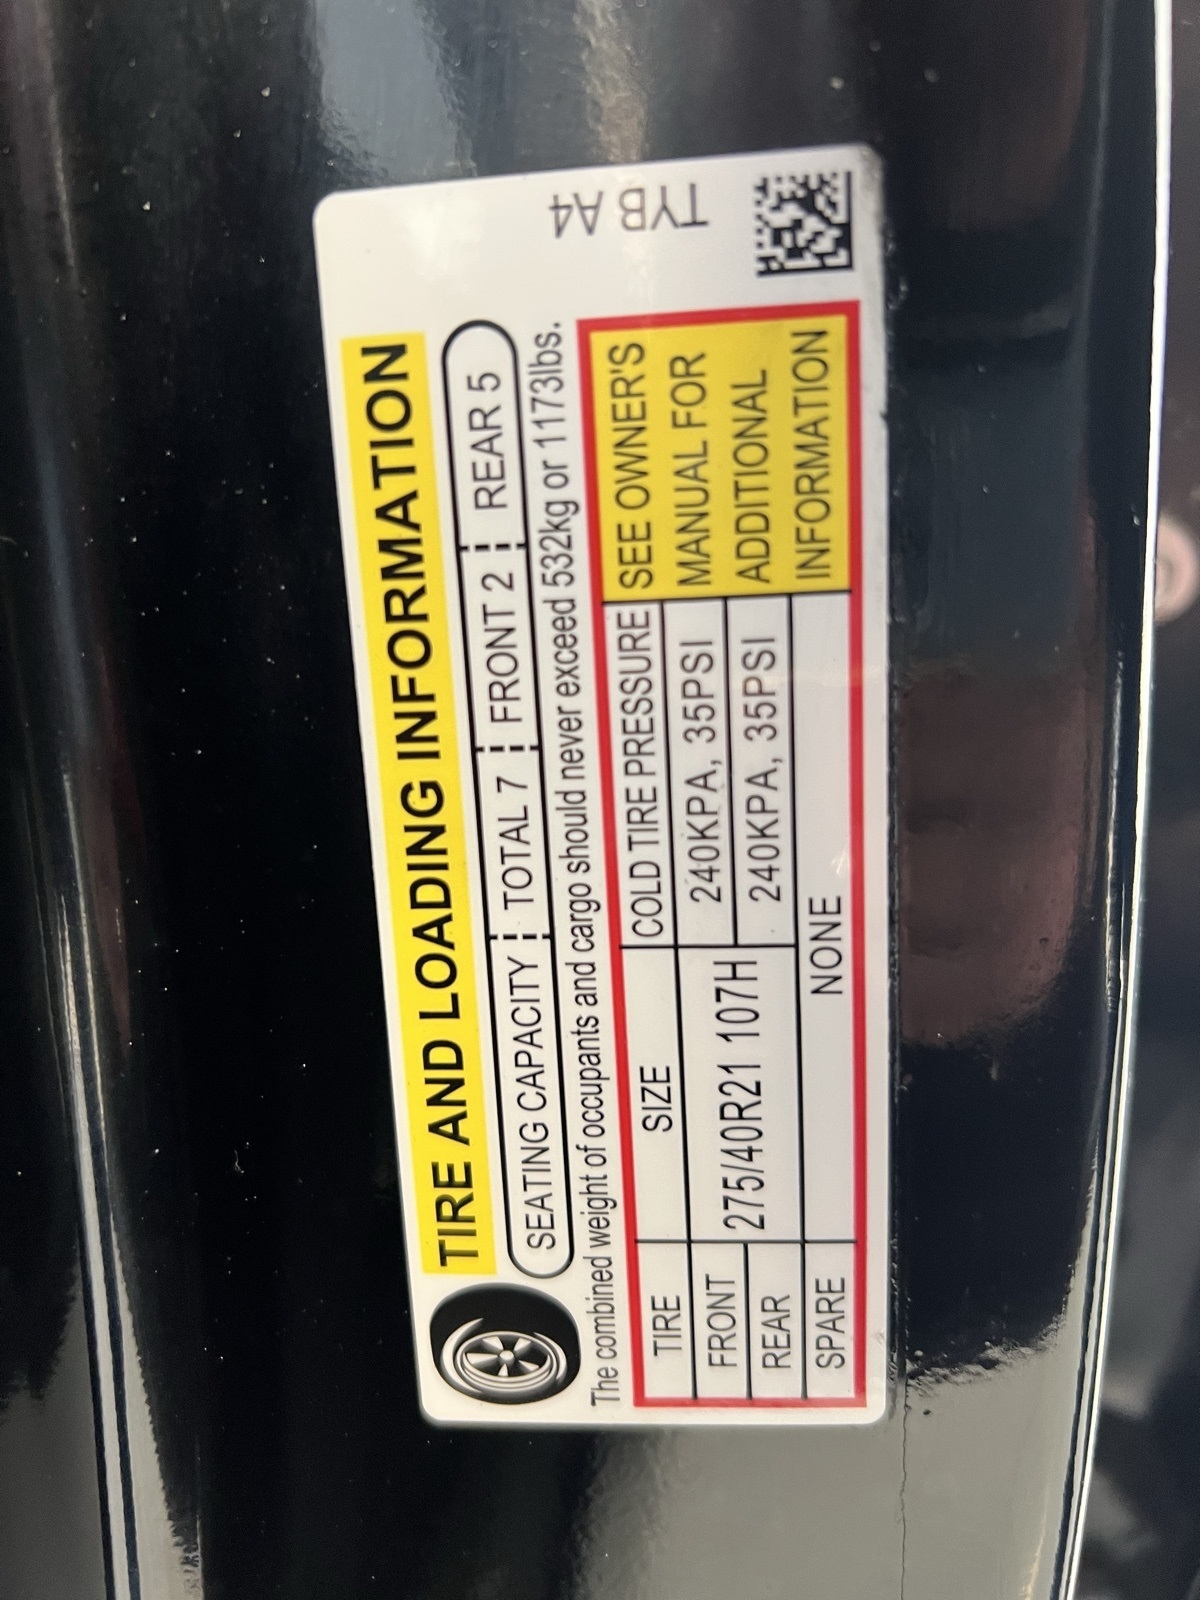 TIRE AND LOADING INFORMATION
SEATING CAPACITY TOTAL 7 FRONT 2 REAR 5
The combined weight of occupants and cargo should never exceed 532kg or 1173lbs.
TIRE SIZE COLD TIRE PRESSURE SEE OWNER'S
FRONT 275/40R21 107H 240KPA, 35PSI MANUAL FOR
REAR 240KPA, 35PSI ADDITIONAL
SPARE NONE INFORMATION
TYB A4